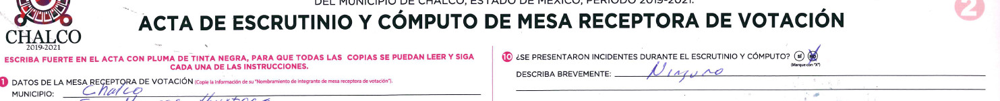 DEL MUNICIPIO DE CHALCO, ESTADO DE MÉXICO, PERIODO 2019-2021.
2
ACTA DE ESCRUTINIO Y CÓMPUTO DE MESA RECEPTORA DE VOTACIÓN
CHALCO
2019-2021
ESCRIBA FUERTE EN EL ACTA CON PLUMA DE TINTA NEGRA, PARA QUE TODAS LAS COPIAS SE PUEDAN LEER Y SIGA
CADA UNA DE LAS INSTRUCCIONES.
1 DATOS DE LA MESA RECEPTORA DE VOTACIÓN (Copie la información de su "Nombramiento de integrante de mesa receptora de votación").
MUNICIPIO: Chalco
10 ¿SE PRESENTARON INCIDENTES DURANTE EL ESCRUTINIO Y CÓMPUTO? SÍ NO
(Marque con "X")
DESCRIBA BREVEMENTE: Ninguno